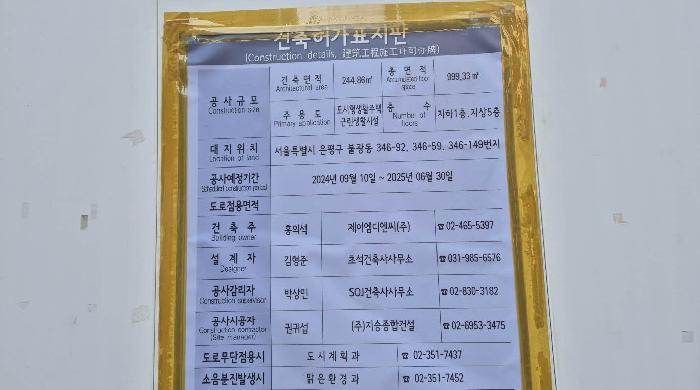 건축허가표지판
(Construction details, 建筑工程施工许可
공사규모 건축면적 244.86㎡ 총면적 999.33㎡
Construction size Architectural area Accumulated floor space
주용도 도시형생활주택 층수 지하1층.지상5층
Primary application 근린생활시설 Number of floors
대지위치 서울특별시 은평구 불광동 346-92, 346-59, 346-149번지
Location of land
공사예정기간 2024년 09월 10일 ~ 2025년 06월 30일
Scheduled construction period
도로점용면적
건축주 홍의석 제이엠디앤씨(주) ☎02-465-5397
Building owner
설계자 김형준 초석건축사사무소 ☎031-985-6576
Designer
공사감리자 박상민 SOJ건축사사무소 ☎02-830-3182
Construction supervisor
공사시공자 권귀섭 (주)지승종합건설 ☎02-6953-3475
Construction contractor
(Site manager)
도로무단점용시 도시계획과 ☎ 02-351-7437
소음분진발생시 맑은환경과 ☎ 02-351-7452